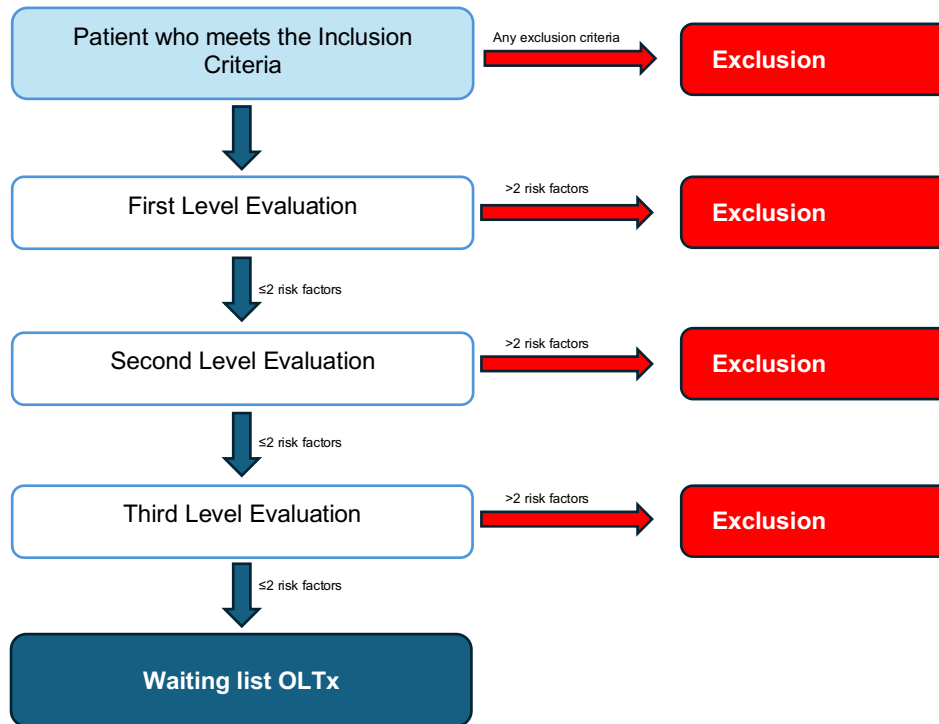 Patient who meets the Inclusion
Criteria
Any exclusion criteria
Exclusion
First Level Evaluation
>2 risk factors
Exclusion
≤2 risk factors
Second Level Evaluation
>2 risk factors
Exclusion
≤2 risk factors
Third Level Evaluation
>2 risk factors
Exclusion
≤2 risk factors
Waiting list OLTx